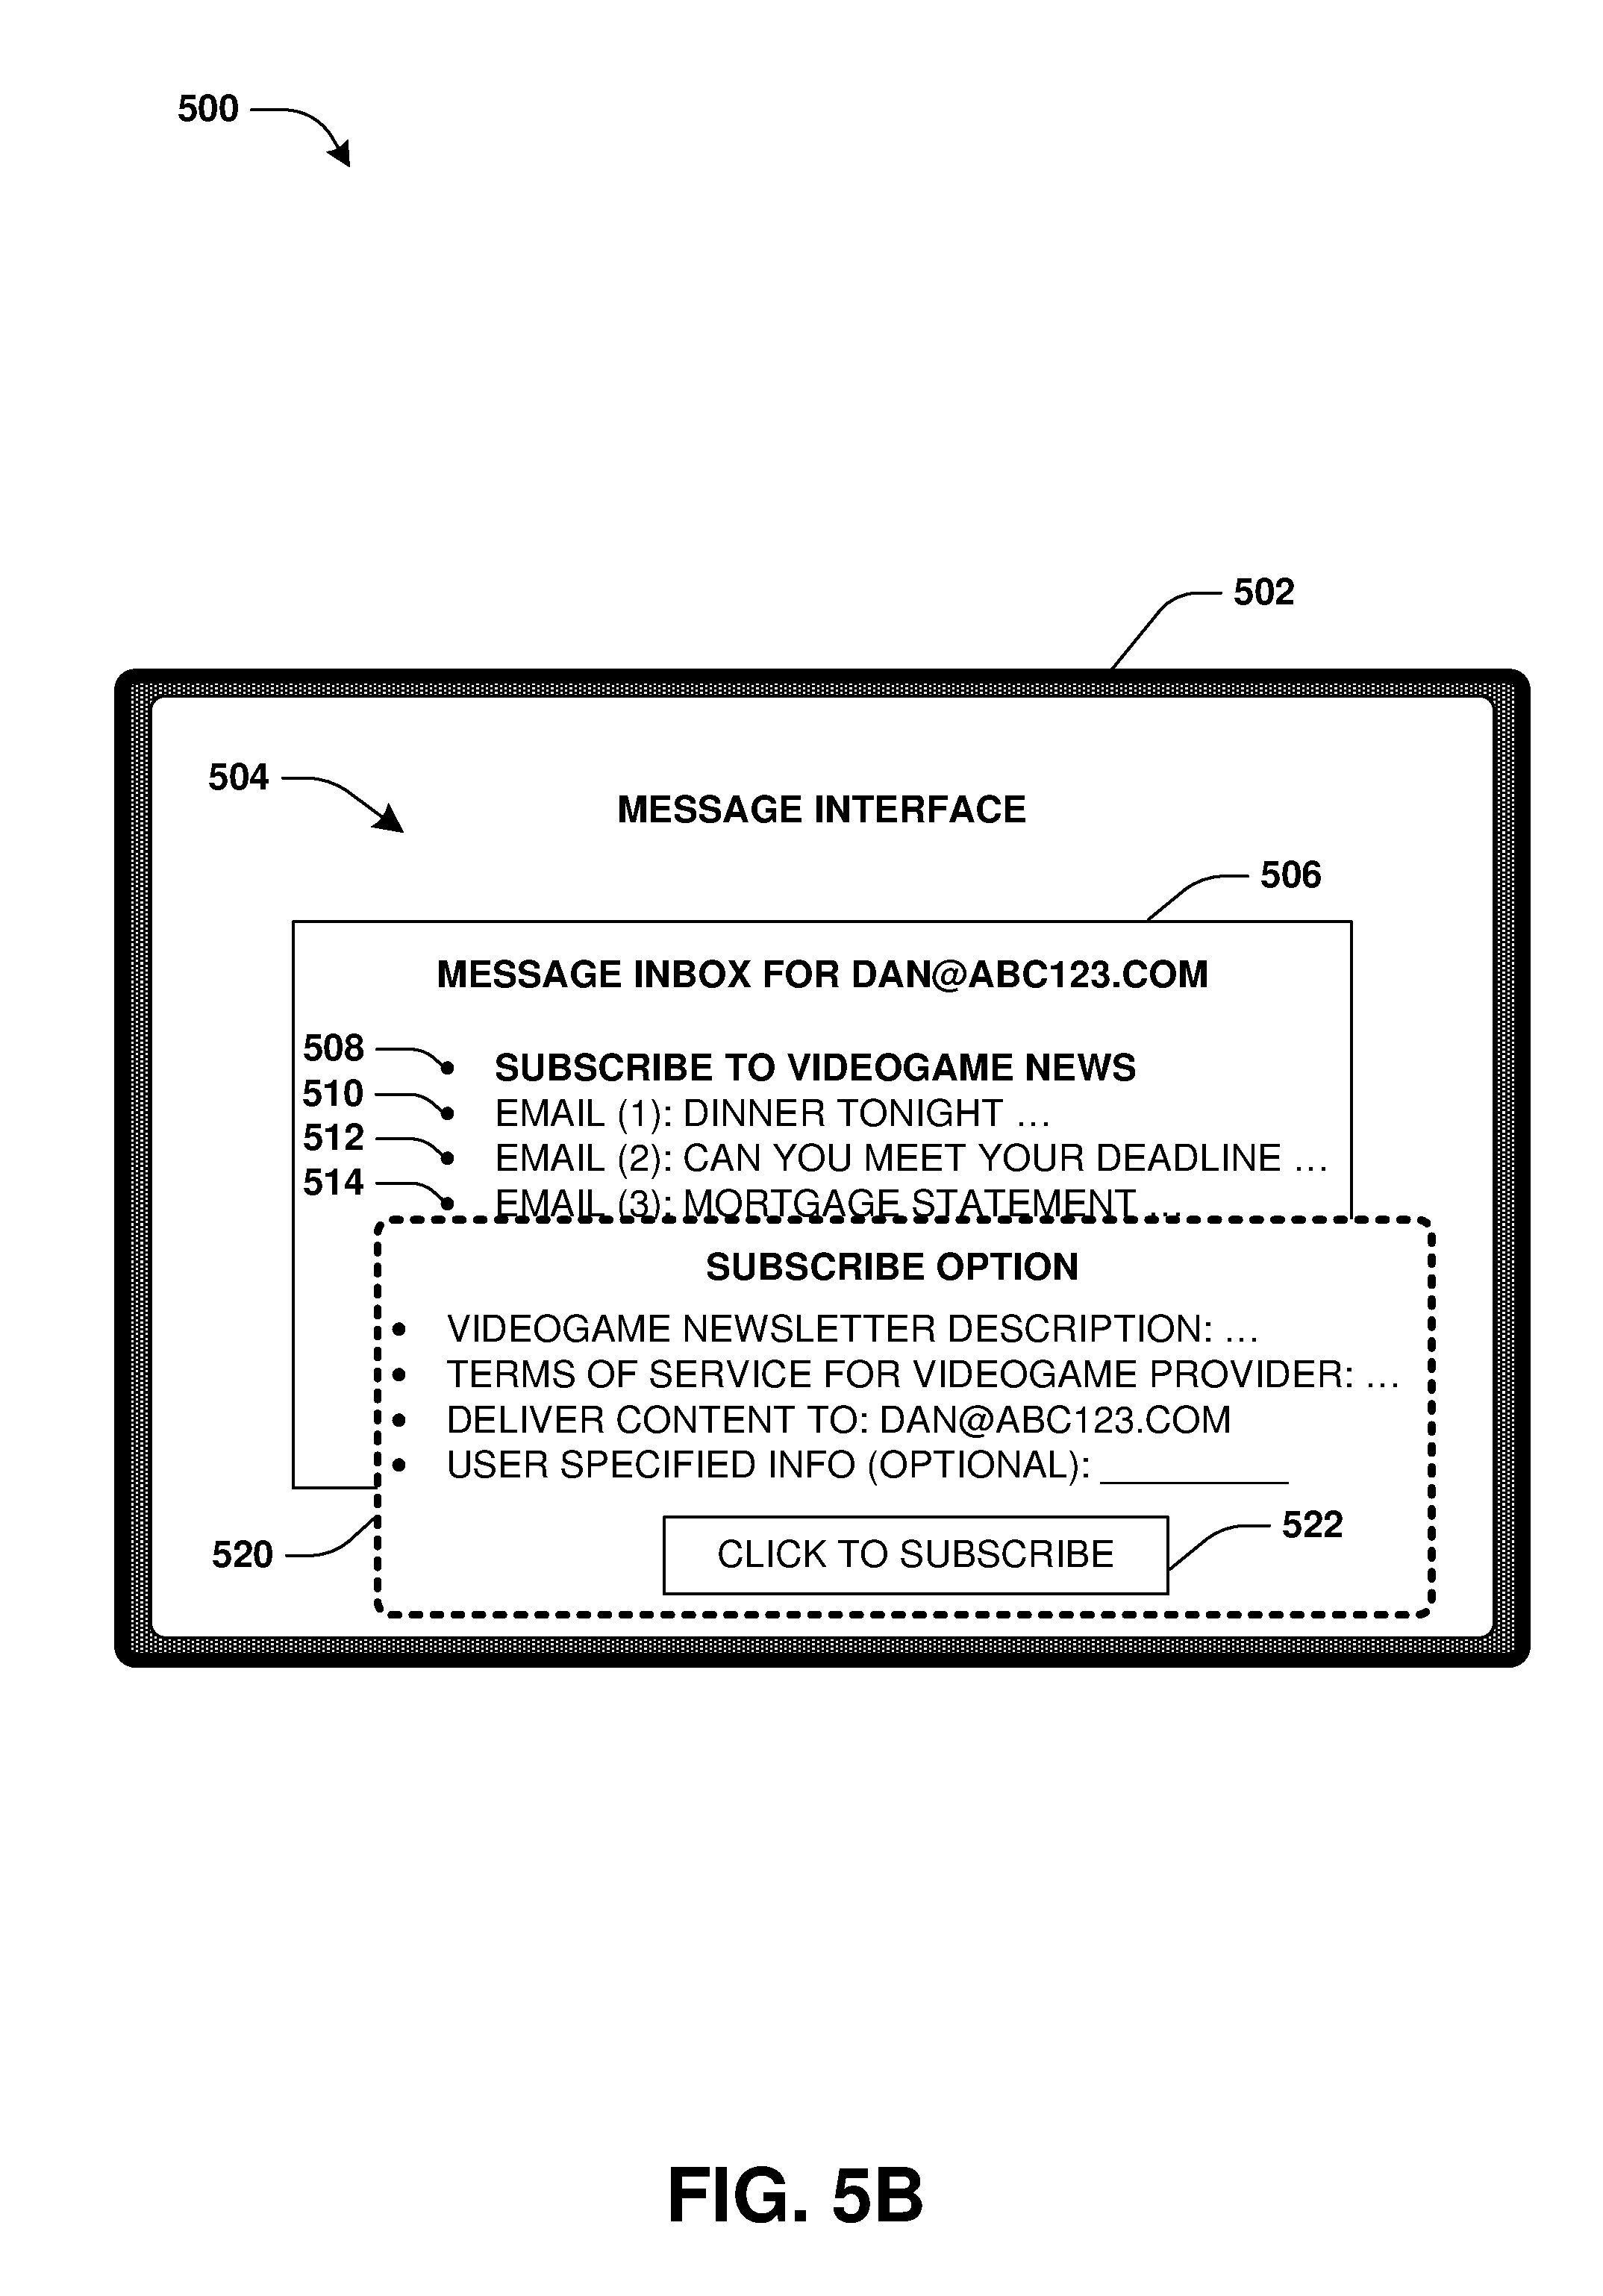 500
502
504
MESSAGE INTERFACE
506
MESSAGE INBOX FOR DAN@ABC123.COM
508 • SUBSCRIBE TO VIDEOGAME NEWS
510 • EMAIL (1): DINNER TONIGHT ...
512 • EMAIL (2): CAN YOU MEET YOUR DEADLINE ...
514 • EMAIL (3): MORTGAGE STATEMENT ...
SUBSCRIBE OPTION
• VIDEOGAME NEWSLETTER DESCRIPTION: ...
• TERMS OF SERVICE FOR VIDEOGAME PROVIDER: ...
• DELIVER CONTENT TO: DAN@ABC123.COM
• USER SPECIFIED INFO (OPTIONAL): _________
522
520
CLICK TO SUBSCRIBE
FIG. 5B